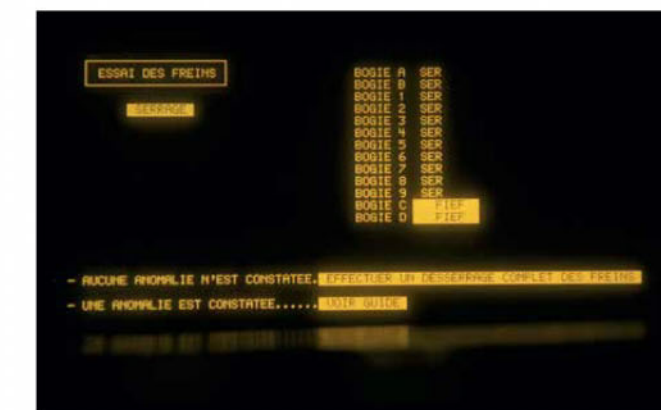 ESSAI DES FREINS
SERRAGE
BOGIE A SER
BOGIE B SER
BOGIE 1 SER
BOGIE 2 SER
BOGIE 3 SER
BOGIE 4 SER
BOGIE 5 SER
BOGIE 6 SER
BOGIE 7 SER
BOGIE 8 SER
BOGIE 9 SER
BOGIE C FIEF
BOGIE D FIEF
- AUCUNE ANOMALIE N'EST CONSTATEE. EFFECTUER UN DESSERRAGE COMPLET DES FREINS
- UNE ANOMALIE EST CONSTATEE...... VOIR GUIDE